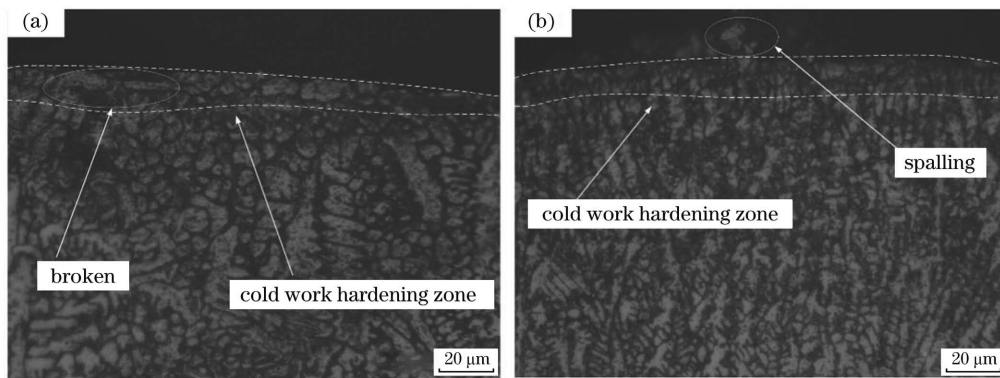 (a)
broken
cold work hardening zone
20 μm
(b)
spalling
cold work hardening zone
20 μm